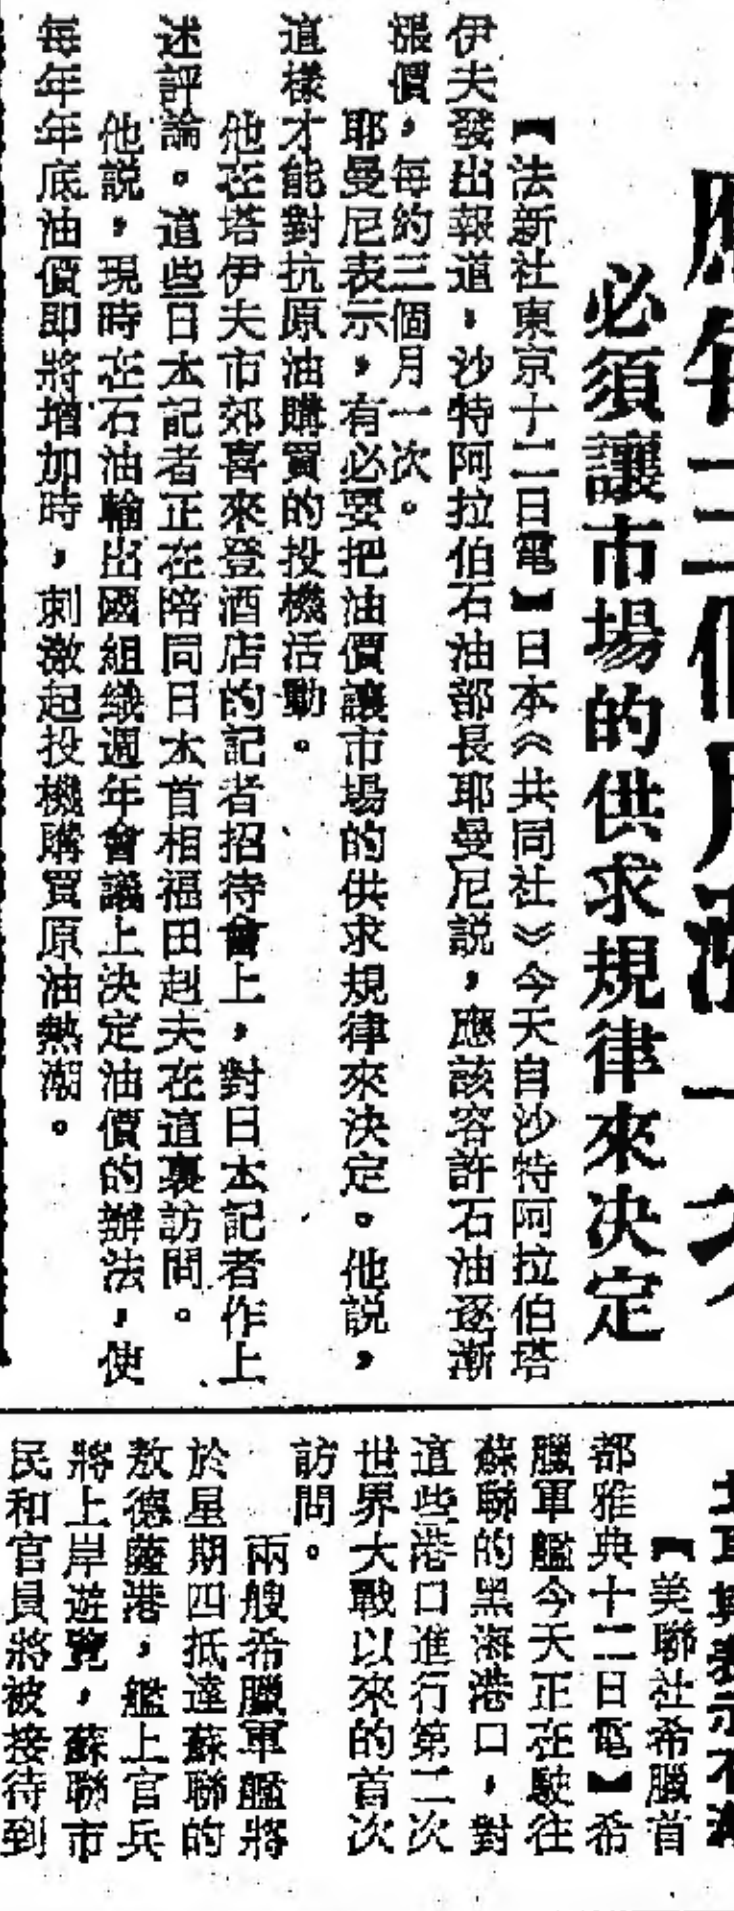 應每三個月漲一次
必須讓市場的供求規律來决定
【法新社東京十二日電】日本《共同社》今天自沙特阿拉伯塔
伊夫發出報道，沙特阿拉伯石油部長耶曼尼説，應該容許石油逐漸
漲價，每約三個月一次。
耶曼尼表示，有必要把油價讓市場的供求規律來決定。他説，
這樣才能對抗原油購買的投機活動。
他在塔伊夫市郊喜來登酒店的記者招待會上，對日本記者作上
述評論。這些日本記者正在陪同日本首相福田赳夫在這裏訪問。
他説，現時在石油輸出國組織週年會議上決定油價的辦法，使
每年年底油價即將增加時，刺激起投機購買原油熱潮。
【美聯社希臘首
都雅典十二日電】希
臘軍艦今天正在駛往
蘇聯的黑海港口，對
這些港口進行第二次
世界大戰以來的首次
訪問。
兩艘希臘軍艦將
於星期四抵達蘇聯的
敖德薩港，艦上官兵
將上岸遊覽，蘇聯市
民和官員將被接待到